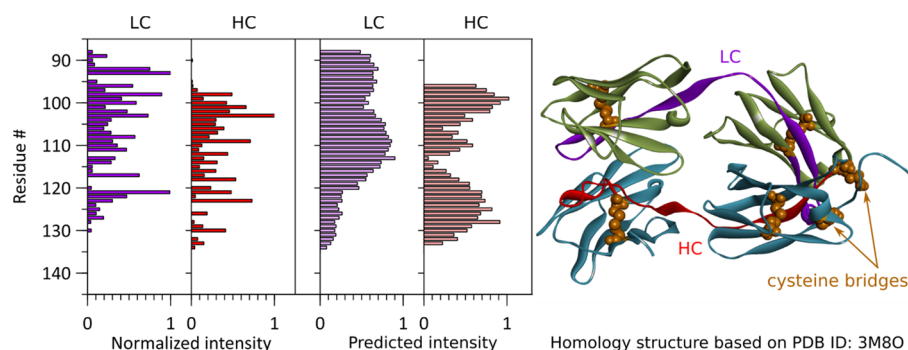 LC HC LC HC
90
100
110
120
130
140
Residue #
0 1 0 1 0 1 0 1
Normalized intensity Predicted intensity
LC
HC
cysteine bridges
Homology structure based on PDB ID: 3M8O